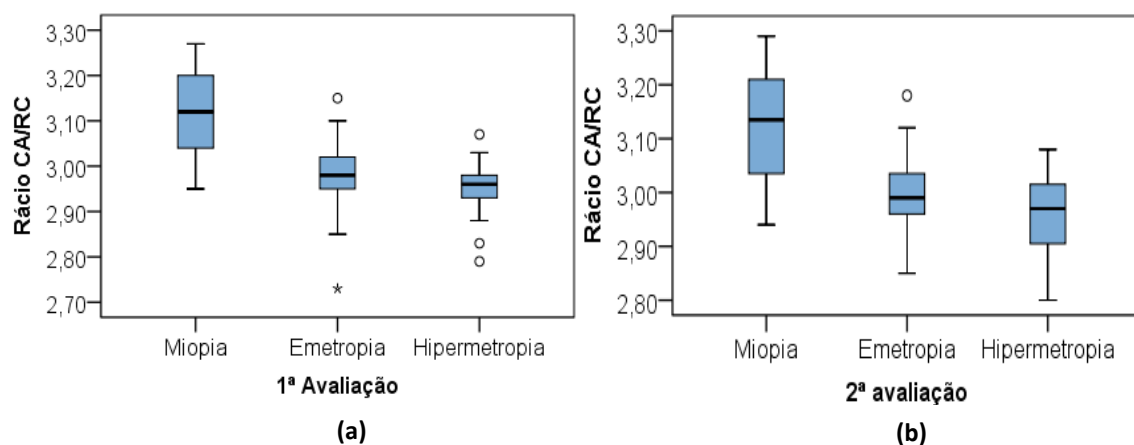 Rácio CA/RC
3,30
3,20
3,10
3,00
2,90
2,80
2,70
Miopia Emetropia Hipermetropia
1ª Avaliação
(a)
Rácio CA/RC
3,30
3,20
3,10
3,00
2,90
2,80
Miopia Emetropia Hipermetropia
2ª avaliação
(b)